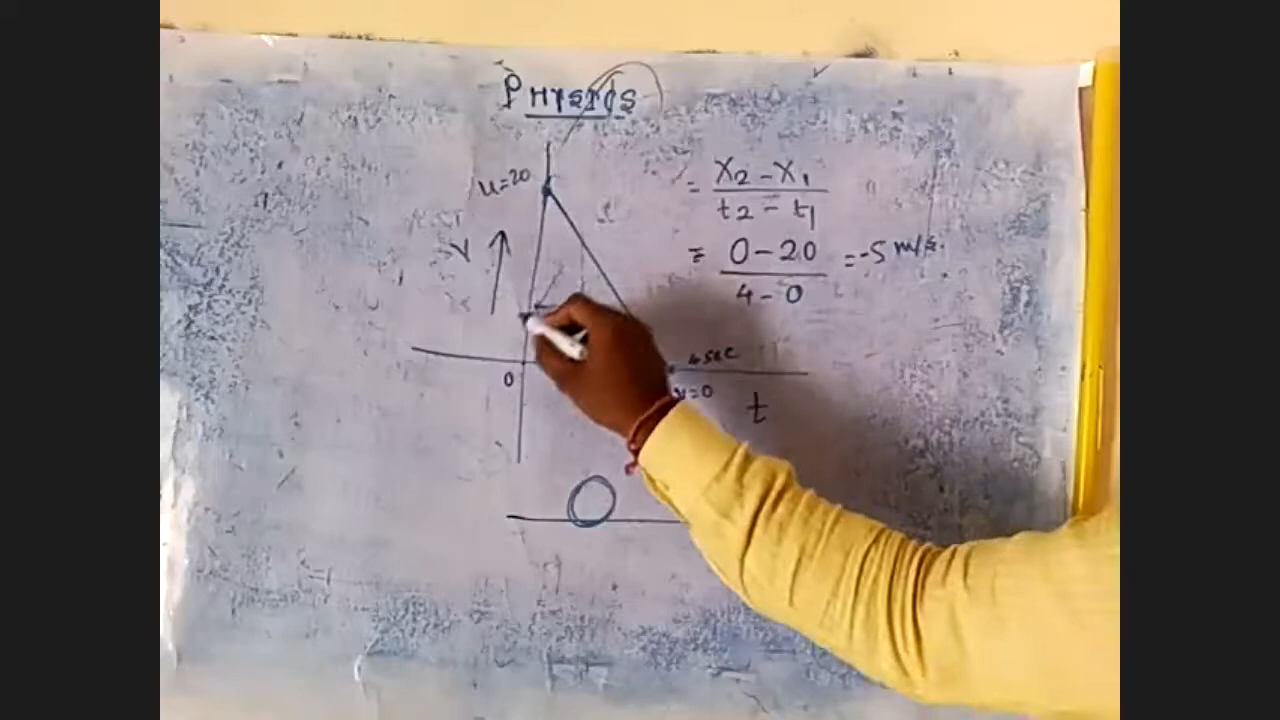 PHYSICS
u=20
= X2-X1
t2-t1
= 0-20 =-5 m/s.
4-0
V
4sec
0
v=0
t